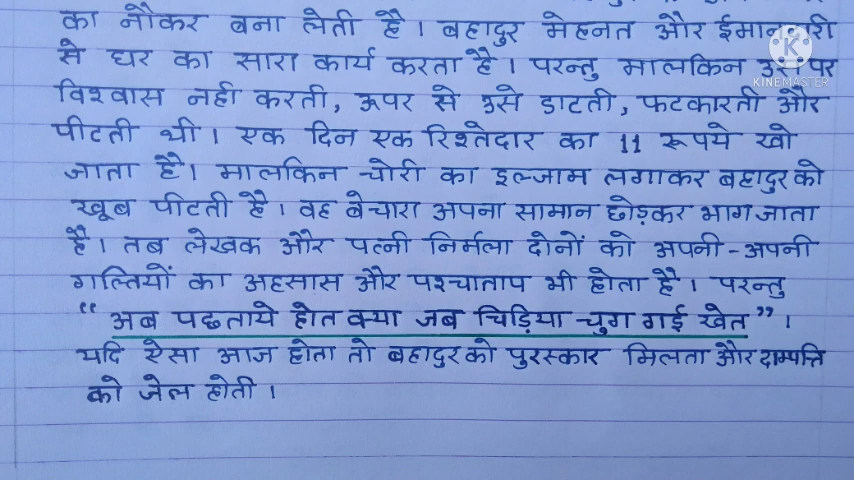 का नौकर बना लेती है । बहादुर मेहनत और ईमानदारी
से घर का सारा कार्य करता है । परन्तु मालकिन उस पर
विश्वास नहीं करती, ऊपर से उसे डाटती, फटकारती और
पीटती थी । एक दिन एक रिश्तेदार का 11 रूपये खो
जाता है । मालकिन चोरी का इल्जाम लगाकर बहादुर को
खूब पीटती है । वह बेचारा अपना सामान छोड़कर भाग जाता
है । तब लेखक और पत्नी निर्मला दोनों को अपनी-अपनी
गल्तियों का अहसास और पश्चाताप भी होता है । परन्तु
“अब पछताये होत क्या जब चिड़िया चुग गई खेत” ।
यदि ऐसा आज होता तो बहादुर को पुरस्कार मिलता और दाम्पत्ति
को जेल होती ।
K
KINEMASTER